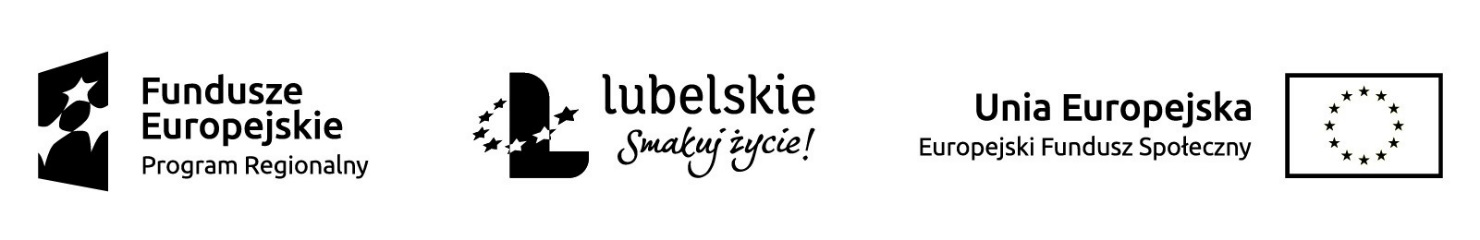 Fundusze
Europejskie
Program Regionalny
lubelskie
Smakuj życie!
Unia Europejska
Europejski Fundusz Społeczny